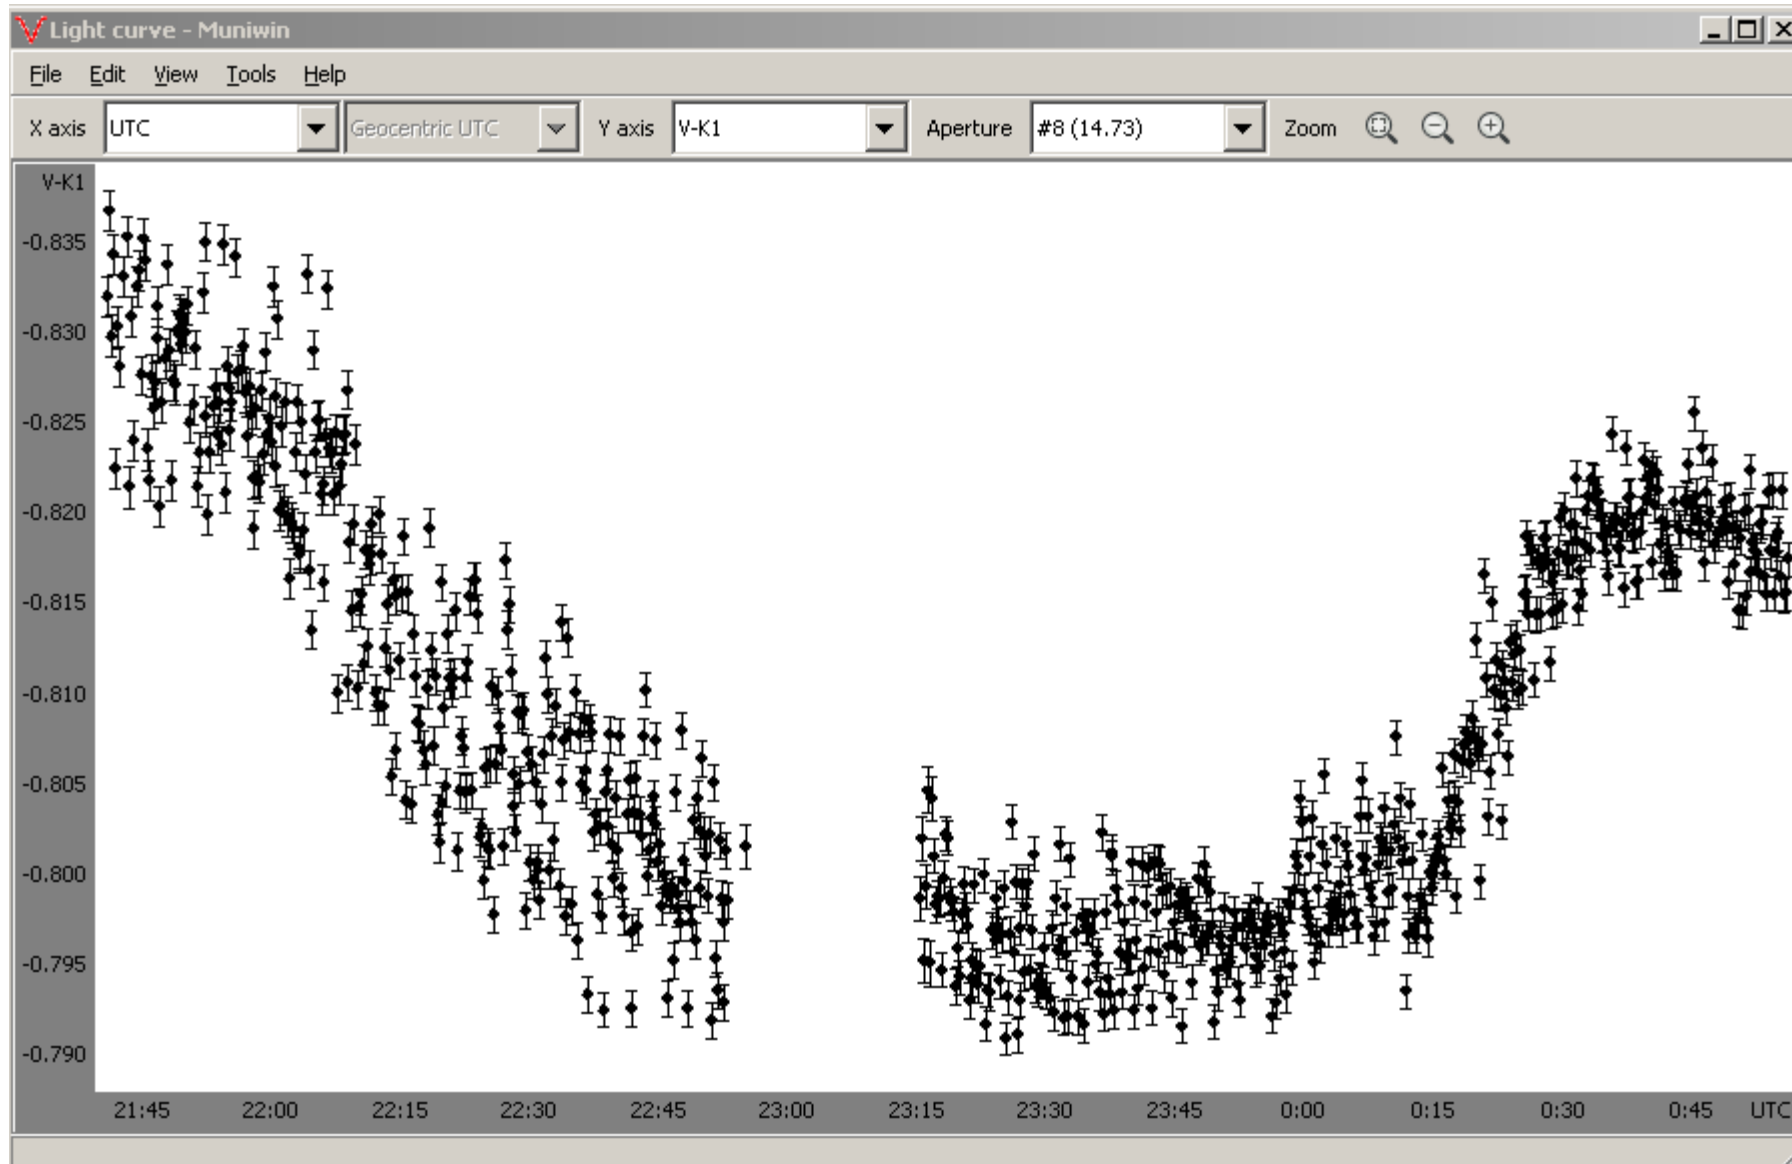 Light curve - Muniwin
File Edit View Tools Help
X axis UTC Geocentric UTC Y axis V-K1 Aperture #8 (14.73) Zoom
V-K1
-0.835
-0.830
-0.825
-0.820
-0.815
-0.810
-0.805
-0.800
-0.795
-0.790
21:45 22:00 22:15 22:30 22:45 23:00 23:15 23:30 23:45 0:00 0:15 0:30 0:45 UTC